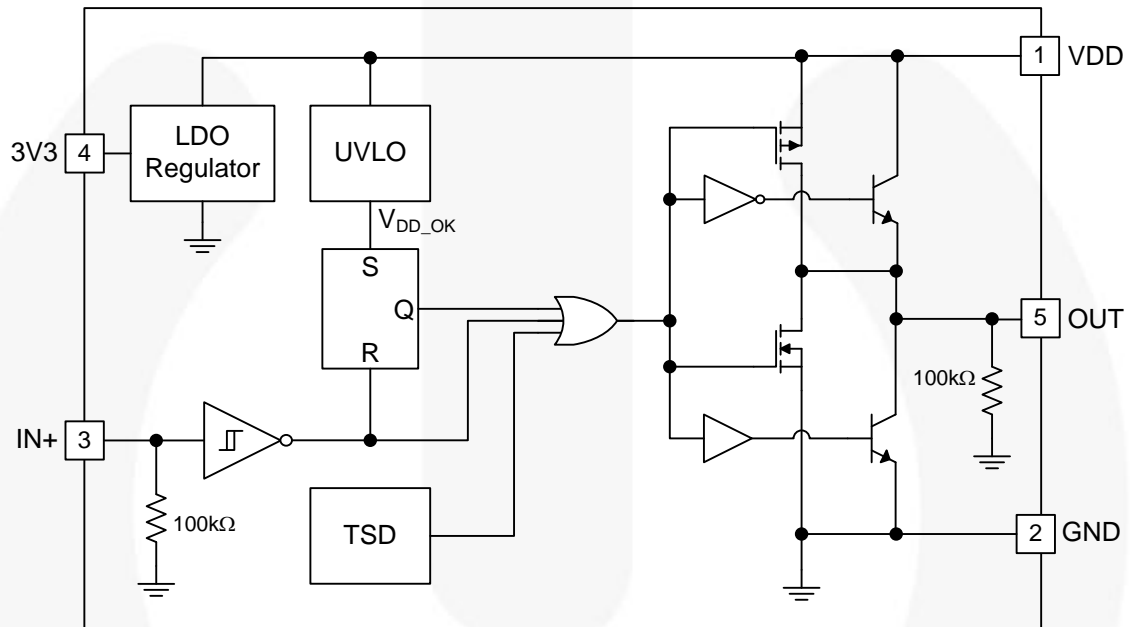 1 VDD
LDO
Regulator
UVLO
3V3 4
V_DD_OK
S
Q
R
5 OUT
100kΩ
IN+ 3
100kΩ
TSD
2 GND